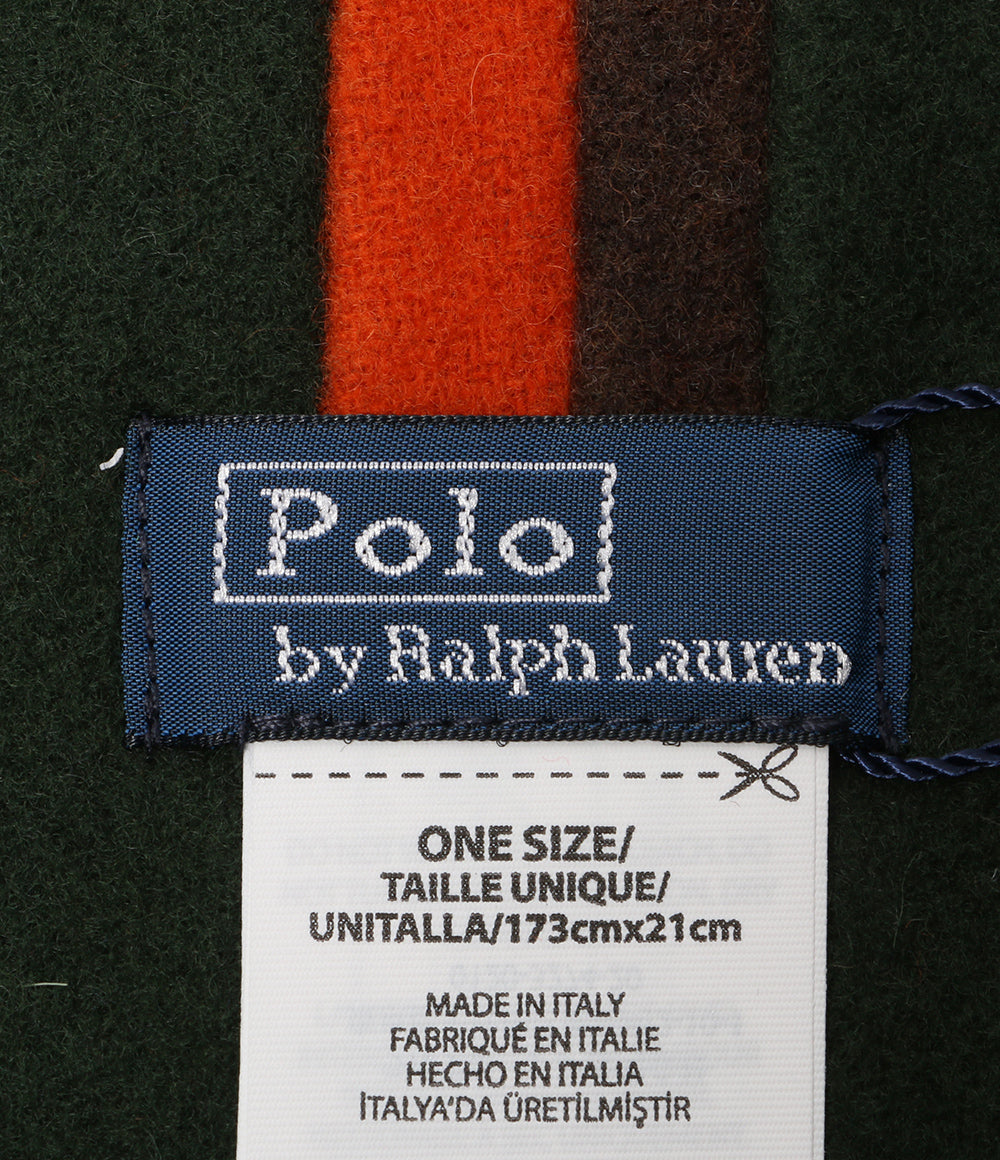 Polo
by Ralph Lauren
ONE SIZE/
TAILLE UNIQUE/
UNITALLA/173cmx21cm
MADE IN ITALY
FABRIQUÉ EN ITALIE
HECHO EN ITALIA
İTALYA'DA ÜRETİLMİŞTİR